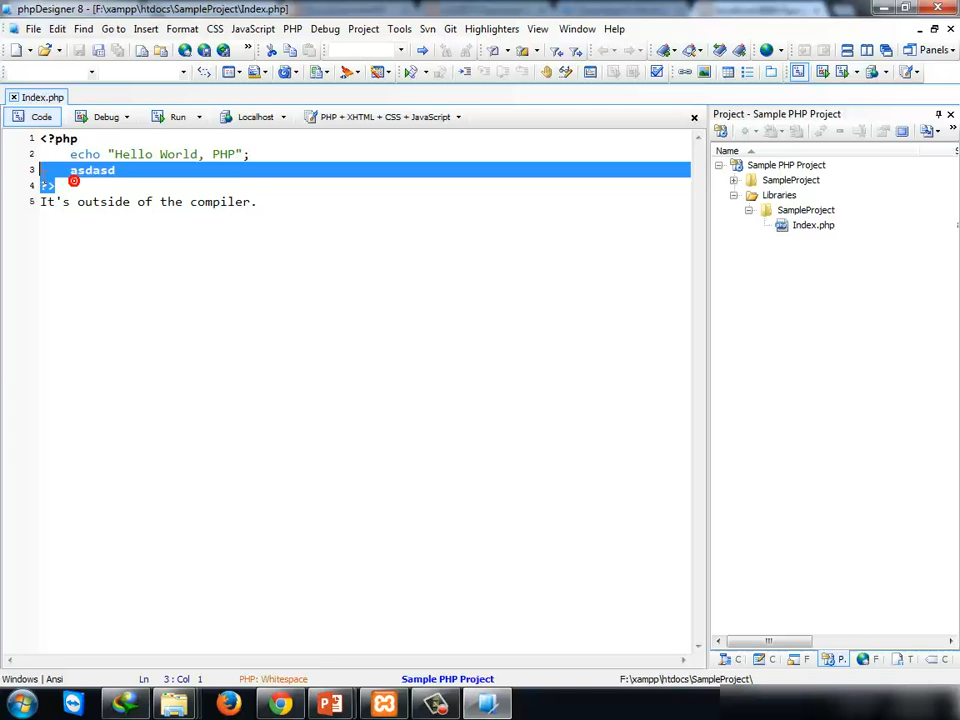 phpDesigner 8 - [F:\xampp\htdocs\SampleProject\Index.php]
File Edit Find Go to Insert Format CSS JavaScript PHP Debug Project Tools Svn Git Highlighters View Window Help
Panels
Index.php
Code Debug Run Localhost PHP + XHTML + CSS + JavaScript
Project - Sample PHP Project
Name
1 <?php
2 echo "Hello World, PHP";
3 asdasd
4 ?>
5 It's outside of the compiler.
Sample PHP Project
SampleProject
Libraries
SampleProject
Index.php
C C F P. F T C
Windows | Ansi Ln 3 : Col 1 PHP: Whitespace Sample PHP Project F:\xampp\htdocs\SampleProject\